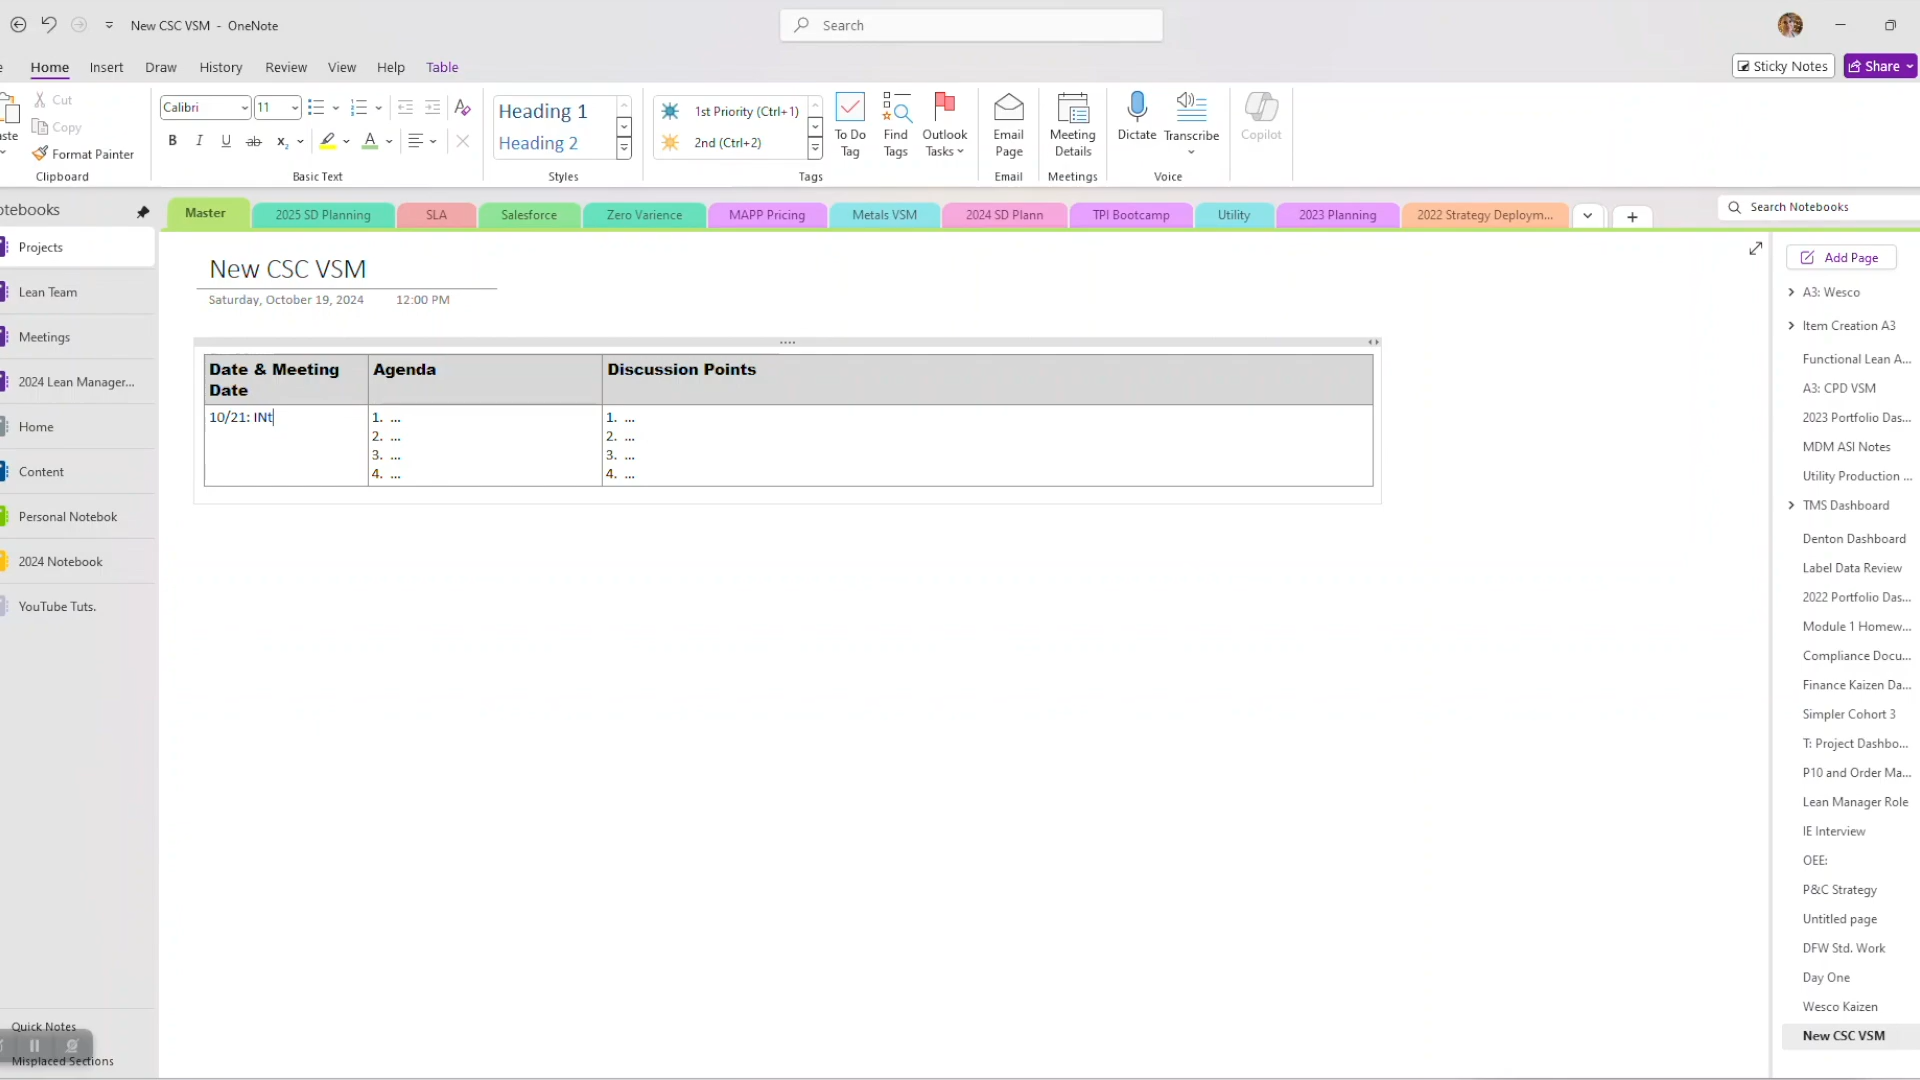 New CSC VSM - OneNote
Search
Home Insert Draw History Review View Help Table
Sticky Notes Share
Cut
Copy
Format Painter
Clipboard
Calibri 11
B I U ab x₂ A
Basic Text
Heading 1
Heading 2
Styles
1st Priority (Ctrl+1)
2nd (Ctrl+2)
To Do Tag
Find Tags
Outlook Tasks
Tags
Email Page
Email
Meeting Details
Meetings
Dictate
Transcribe
Voice
Copilot
Master 2025 SD Planning SLA Salesforce Zero Varience MAPP Pricing Metals VSM 2024 SD Plann TPI Bootcamp Utility 2023 Planning 2022 Strategy Deploym...
Search Notebooks
otebooks
Projects
Lean Team
Meetings
2024 Lean Manager...
Home
Content
Personal Notebok
2024 Notebook
YouTube Tuts.
Quick Notes
Misplaced Sections
New CSC VSM
Saturday, October 19, 2024 12:00 PM
Date & Meeting
Date
Agenda
Discussion Points
10/21: INt
1. ...
2. ...
3. ...
4. ...
1. ...
2. ...
3. ...
4. ...
Add Page
A3: Wesco
Item Creation A3
Functional Lean A...
A3: CPD VSM
2023 Portfolio Das...
MDM ASI Notes
Utility Production ...
TMS Dashboard
Denton Dashboard
Label Data Review
2022 Portfolio Das...
Module 1 Homew...
Compliance Docu...
Finance Kaizen Da...
Simpler Cohort 3
T: Project Dashbo...
P10 and Order Ma...
Lean Manager Role
IE Interview
OEE:
P&C Strategy
Untitled page
DFW Std. Work
Day One
Wesco Kaizen
New CSC VSM